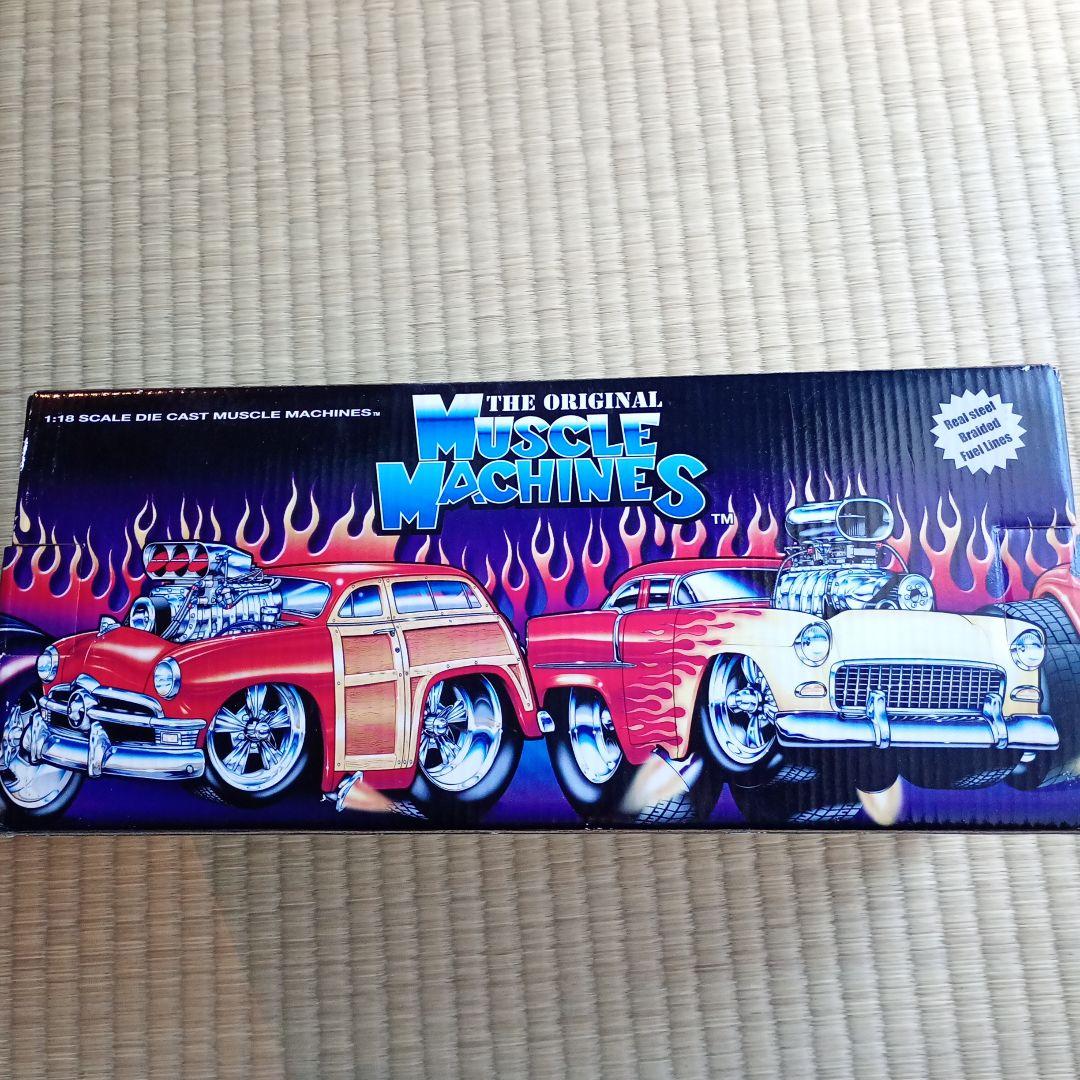 1:18 SCALE DIE CAST MUSCLE MACHINES™
THE ORIGINAL
MUSCLE
MACHINES
™
Real steel
Braided
Fuel Lines